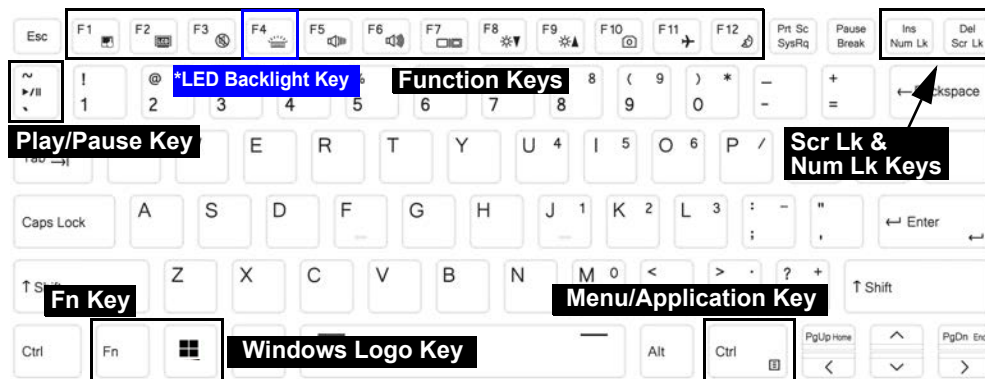 Esc F1 F2 F3 F4 F5 F6 F7 F8 F9 F10 F11 F12 Prt Sc SysRq Pause Break Ins Num Lk Del Scr Lk
*LED Backlight Key
Function Keys
~ ` ! 1 @ 2 3 4 5 6 7 8 8 ( 9 9 ) * 0 _ - + = ←Backspace
Play/Pause Key
Scr Lk &
Num Lk Keys
Tab E R T Y U 4 I 5 O 6 P /
Caps Lock A S D F G H J 1 K 2 L 3 : - ; " ' ↵ Enter
↑ Shift Z X C V B N M 0 < > . ? + ↑ Shift
Fn Key
Menu/Application Key
Windows Logo Key
Ctrl Fn Alt Ctrl PgUp Home PgDn End